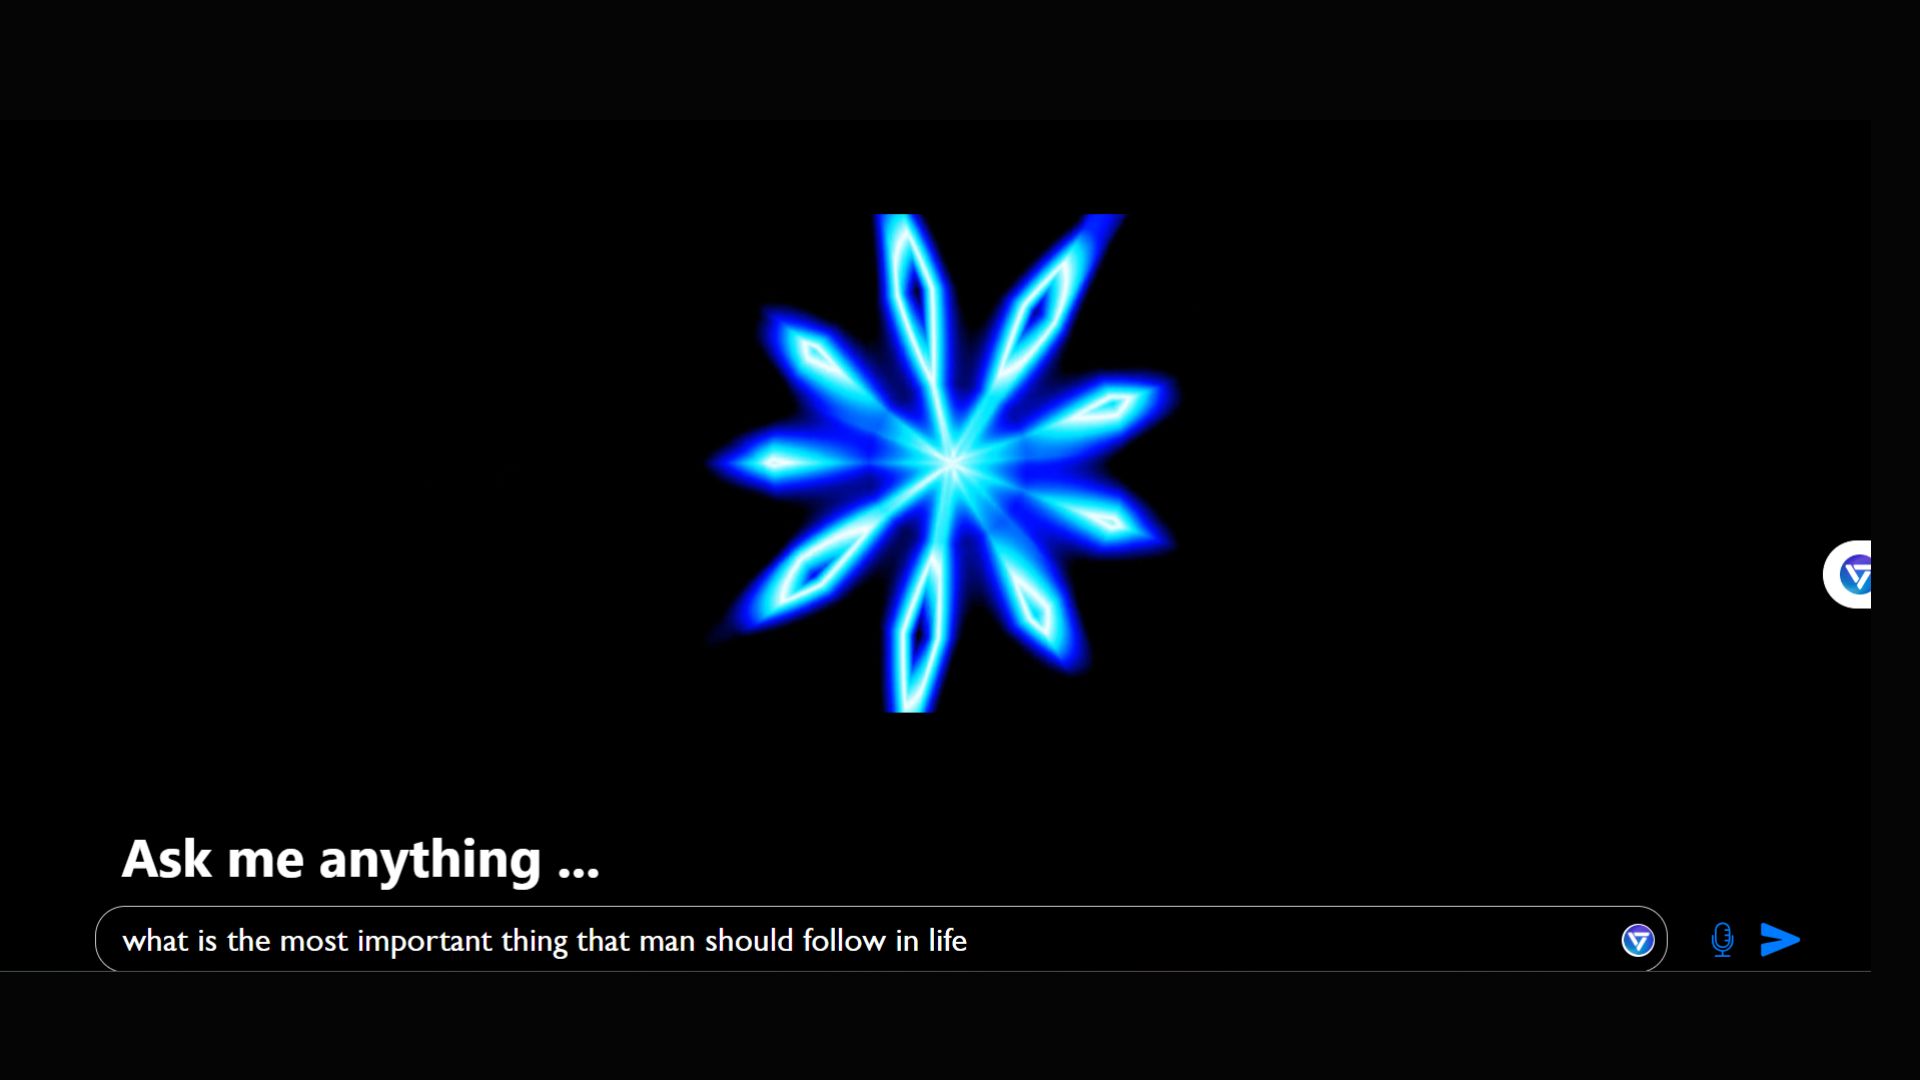 Ask me anything ...
what is the most important thing that man should follow in life